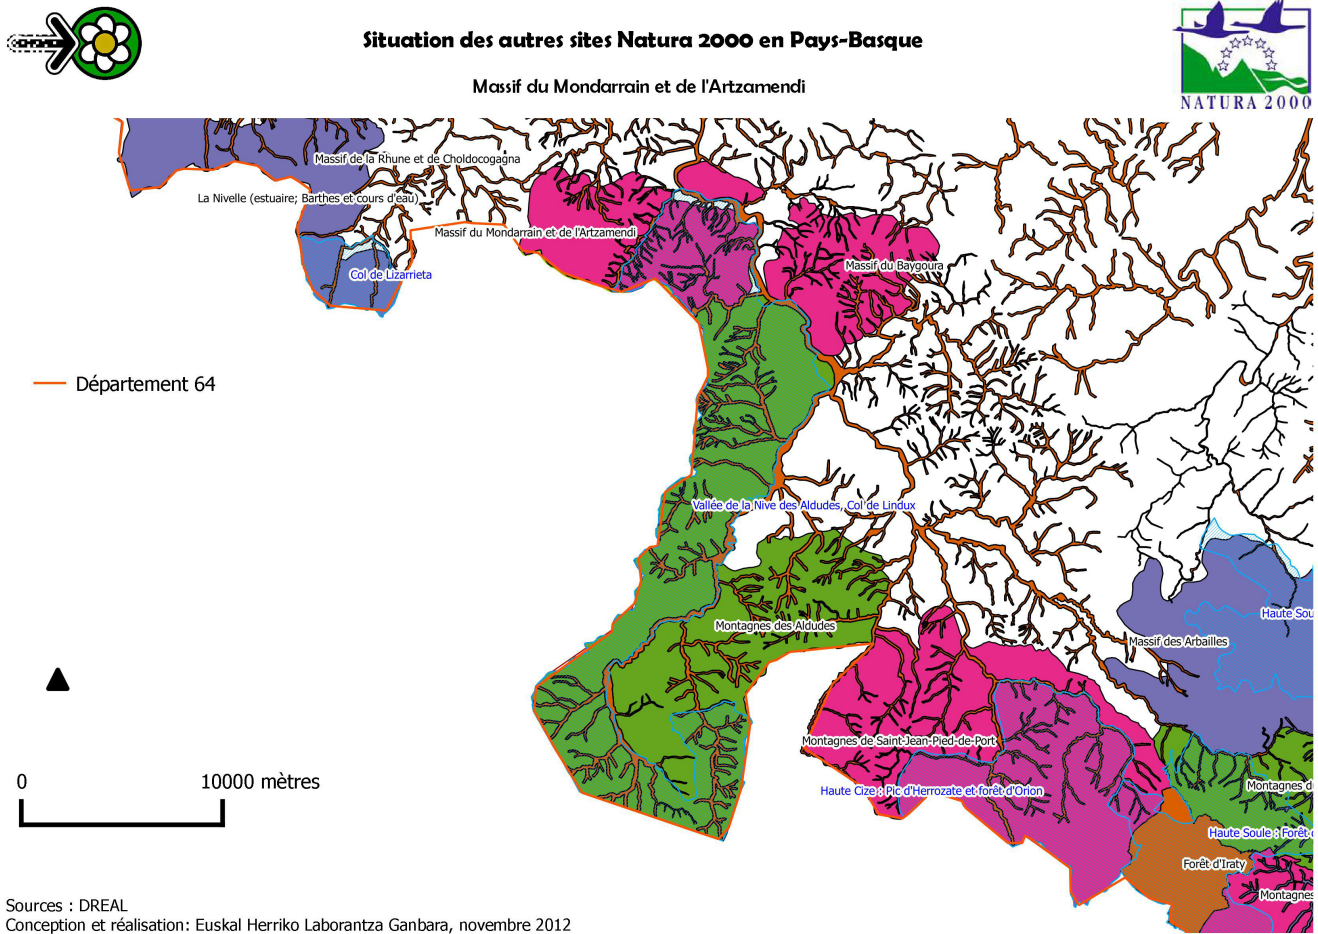 Situation des autres sites Natura 2000 en Pays-Basque
Massif du Mondarrain et de l'Artzamendi
NATURA 2000
Massif de la Rhune et de Choldocogagna
La Nivelle (estuaire; Barthes et cours d'eau)
Massif du Mondarrain et de l'Artzamendi
Col de Lizarrieta
Massif du Baygoura
Département 64
Vallée de la Nive des Aldudes, Col de Lindux
Haute Sou
Montagnes des Aldudes
Massif des Arbailles
Montagnes de Saint-Jean-Pied-de-Port
0 10000 mètres
Haute Cize : Pic d'Herrozate et forêt d'Orion
Montagnes d
Haute Soule : Forêt
Forêt d'Iraty
Montagnes
Sources : DREAL
Conception et réalisation: Euskal Herriko Laborantza Ganbara, novembre 2012